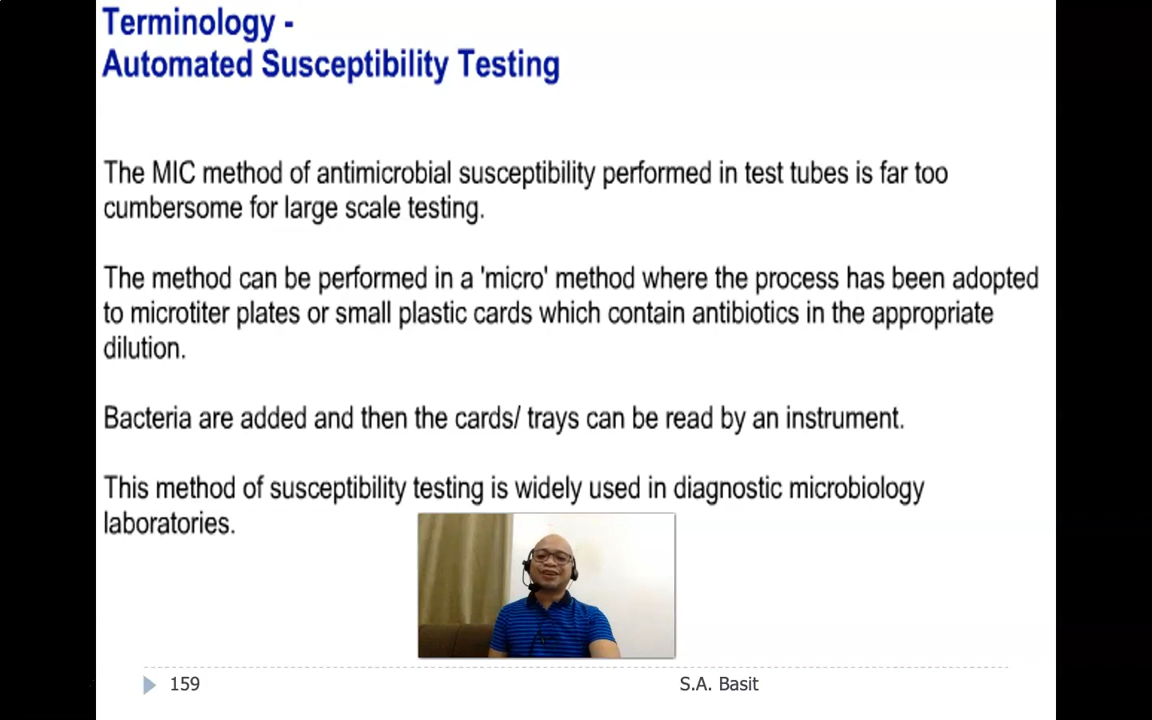 Terminology -
Automated Susceptibility Testing
The MIC method of antimicrobial susceptibility performed in test tubes is far too
cumbersome for large scale testing.
The method can be performed in a 'micro' method where the process has been adopted
to microtiter plates or small plastic cards which contain antibiotics in the appropriate
dilution.
Bacteria are added and then the cards/ trays can be read by an instrument.
This method of susceptibility testing is widely used in diagnostic microbiology
laboratories.
159 S.A. Basit